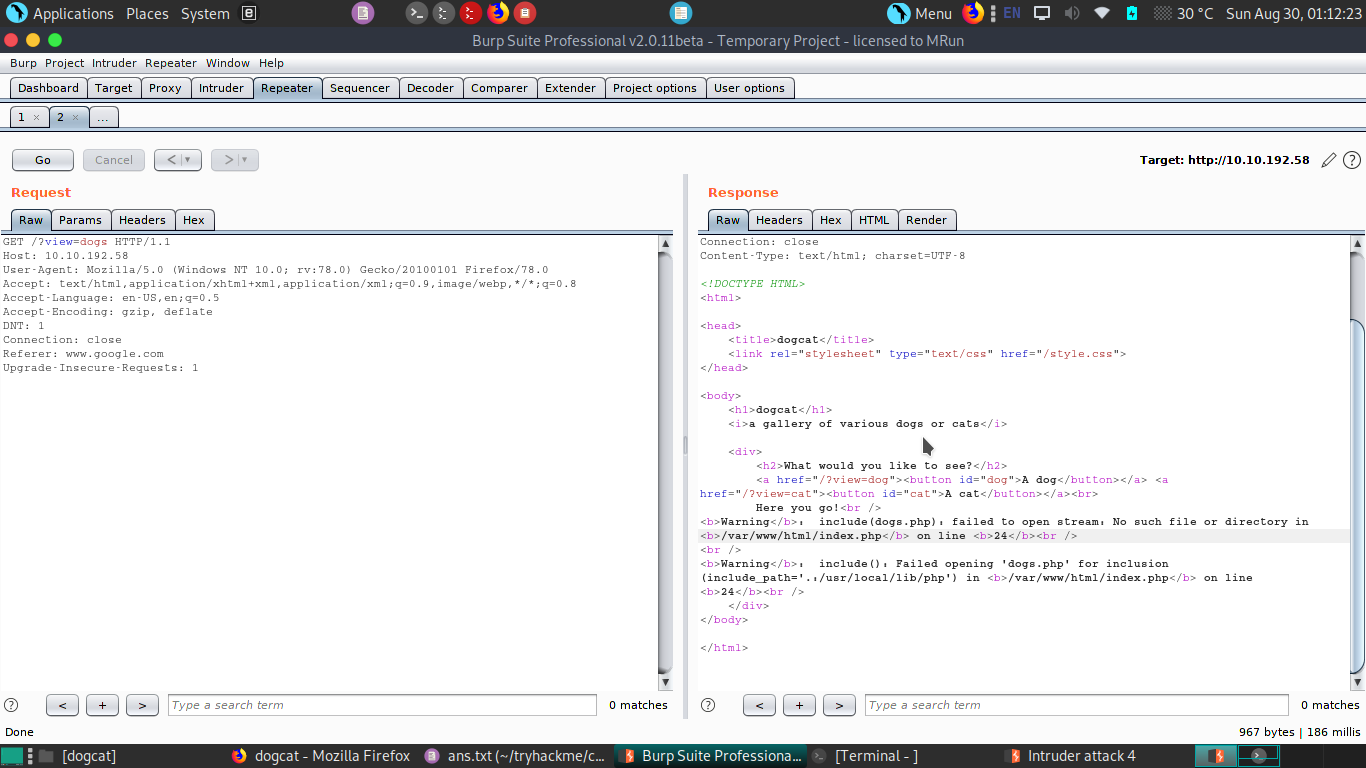 Applications Places System
Menu EN 30 °C Sun Aug 30, 01:12:23
Burp Suite Professional v2.0.11beta - Temporary Project - licensed to MRun
Burp Project Intruder Repeater Window Help
Dashboard Target Proxy Intruder Repeater Sequencer Decoder Comparer Extender Project options User options
1 × 2 × ...
Go Cancel < | ▼ > | ▼ Target: http://10.10.192.58 ?
Request
Raw Params Headers Hex
GET /?view=dogs HTTP/1.1
Host: 10.10.192.58
User-Agent: Mozilla/5.0 (Windows NT 10.0; rv:78.0) Gecko/20100101 Firefox/78.0
Accept: text/html,application/xhtml+xml,application/xml;q=0.9,image/webp,*/*;q=0.8
Accept-Language: en-US,en;q=0.5
Accept-Encoding: gzip, deflate
DNT: 1
Connection: close
Referer: www.google.com
Upgrade-Insecure-Requests: 1
? < + > Type a search term 0 matches
Response
Raw Headers Hex HTML Render
Connection: close
Content-Type: text/html; charset=UTF-8
<!DOCTYPE HTML>
<html>
<head>
<title>dogcat</title>
<link rel="stylesheet" type="text/css" href="/style.css">
</head>
<body>
<h1>dogcat</h1>
<i>a gallery of various dogs or cats</i>
<div>
<h2>What would you like to see?</h2>
<a href="/?view=dog"><button id="dog">A dog</button></a> <a
href="/?view=cat"><button id="cat">A cat</button></a><br>
Here you go!<br />
<b>Warning</b>:  include(dogs.php): failed to open stream: No such file or directory in
<b>/var/www/html/index.php</b> on line <b>24</b><br />
<br />
<b>Warning</b>:  include(): Failed opening 'dogs.php' for inclusion
(include_path='.:/usr/local/lib/php') in <b>/var/www/html/index.php</b> on line
<b>24</b><br />
</div>
</body>
</html>
? < + > Type a search term 0 matches
Done 967 bytes | 186 millis
[dogcat] dogcat - Mozilla Firefox ans.txt (~/tryhackme/c... Burp Suite Professiona... [Terminal - ] Intruder attack 4